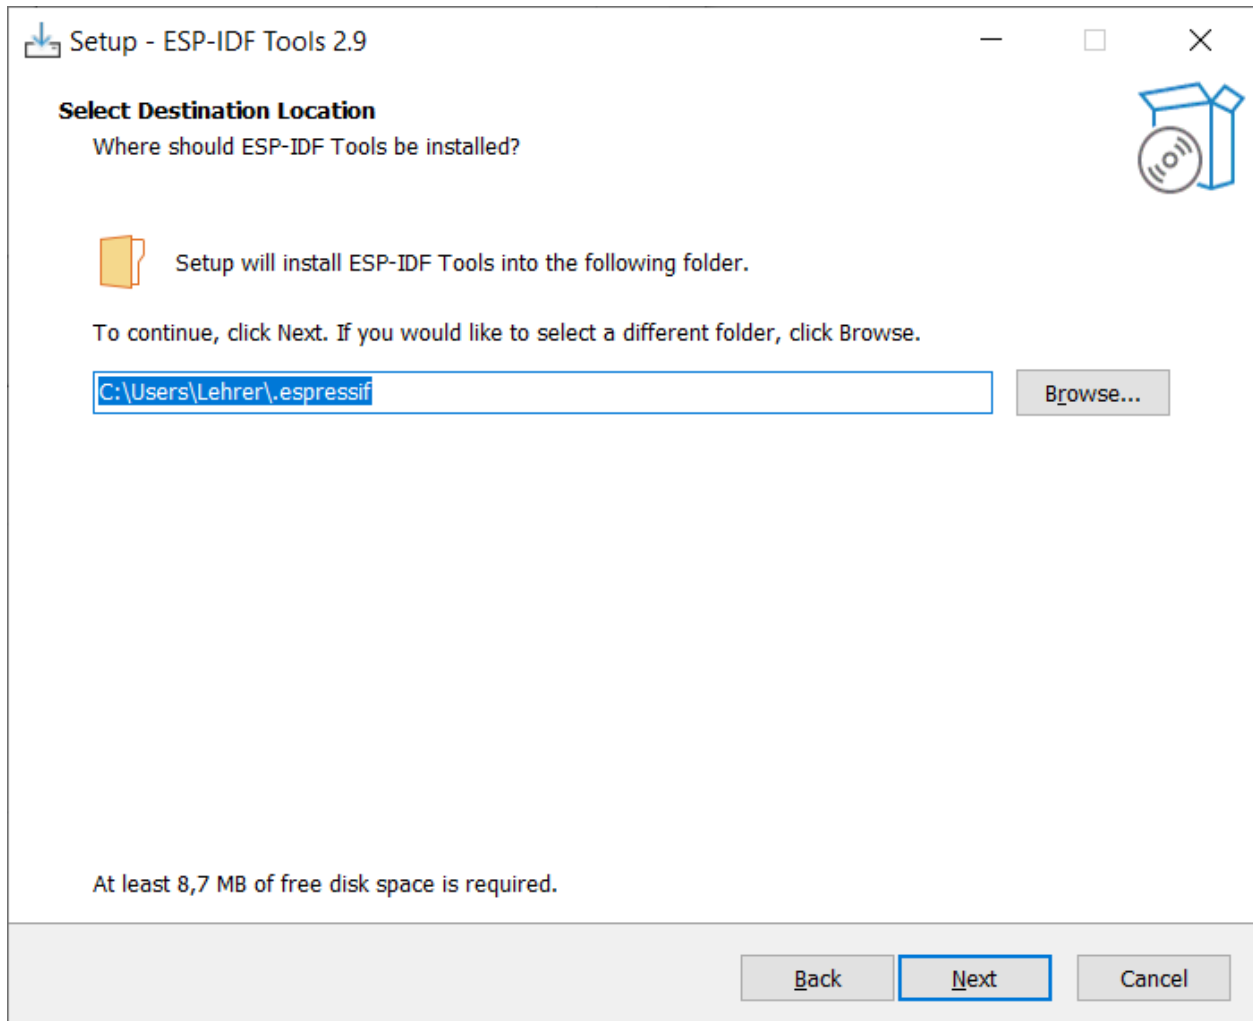 Setup - ESP-IDF Tools 2.9
Select Destination Location
Where should ESP-IDF Tools be installed?
Setup will install ESP-IDF Tools into the following folder.
To continue, click Next. If you would like to select a different folder, click Browse.
C:\Users\Lehrer\.espressif
Browse...
At least 8,7 MB of free disk space is required.
Back
Next
Cancel